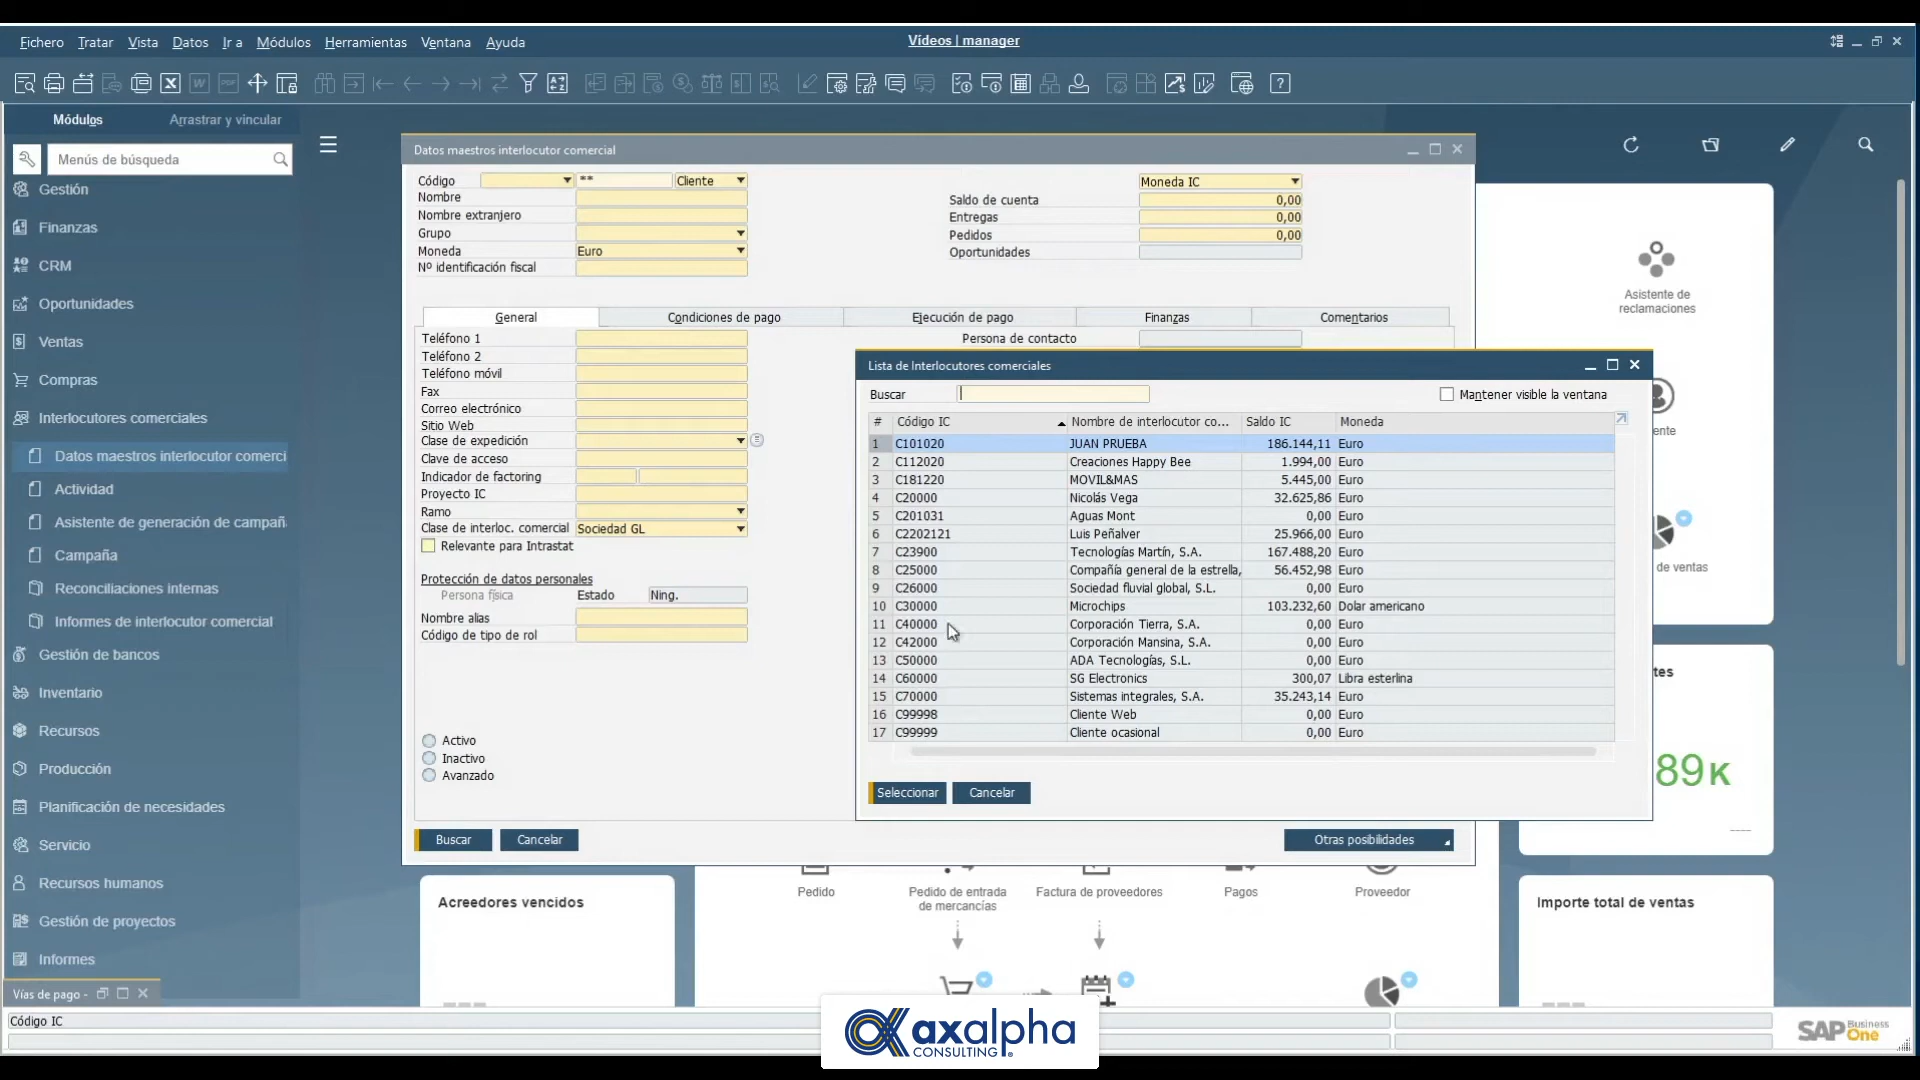 Fichero Tratar Vista Datos Ir a Módulos Herramientas Ventana Ayuda
Vídeos | manager
Módulos Arrastrar y vincular
Menús de búsqueda
Gestión
Finanzas
CRM
Oportunidades
Ventas
Compras
Interlocutores comerciales
Datos maestros interlocutor comerci
Actividad
Asistente de generación de campañ
Campaña
Reconciliaciones internas
Informes de interlocutor comercial
Gestión de bancos
Inventario
Recursos
Producción
Planificación de necesidades
Servicio
Recursos humanos
Gestión de proyectos
Informes
Vías de pago -
Código IC
Datos maestros interlocutor comercial
Código ** Cliente
Nombre
Nombre extranjero
Grupo
Moneda Euro
Nº identificación fiscal
Moneda IC
Saldo de cuenta 0,00
Entregas 0,00
Pedidos 0,00
Oportunidades
General Condiciones de pago Ejecución de pago Finanzas Comentarios
Teléfono 1
Teléfono 2
Teléfono móvil
Fax
Correo electrónico
Sitio Web
Clase de expedición
Clave de acceso
Indicador de factoring
Proyecto IC
Ramo
Clase de interloc. comercial Sociedad GL
Relevante para Intrastat
Protección de datos personales
Persona física Estado Ning.
Nombre alias
Código de tipo de rol
Activo
Inactivo
Avanzado
Persona de contacto
Buscar Cancelar Otras posibilidades
Lista de Interlocutores comerciales
Buscar Mantener visible la ventana
# Código IC Nombre de interlocutor co... Saldo IC Moneda
1 C101020 JUAN PRUEBA 186.144,11 Euro
2 C112020 Creaciones Happy Bee 1.994,00 Euro
3 C181220 MOVIL&MAS 5.445,00 Euro
4 C20000 Nicolás Vega 32.625,86 Euro
5 C201031 Aguas Mont 0,00 Euro
6 C2202121 Luis Peñalver 25.966,00 Euro
7 C23900 Tecnologías Martín, S.A. 167.488,20 Euro
8 C25000 Compañía general de la estrella, 56.452,98 Euro
9 C26000 Sociedad fluvial global, S.L. 0,00 Euro
10 C30000 Microchips 103.232,60 Dolar americano
11 C40000 Corporación Tierra, S.A. 0,00 Euro
12 C42000 Corporación Mansina, S.A. 0,00 Euro
13 C50000 ADA Tecnologías, S.L. 0,00 Euro
14 C60000 SG Electronics 300,07 Libra esterlina
15 C70000 Sistemas integrales, S.A. 35.243,14 Euro
16 C99998 Cliente Web 0,00 Euro
17 C99999 Cliente ocasional 0,00 Euro
Seleccionar Cancelar
Asistente de
reclamaciones
ente
de ventas
tes
89 K
Pedido
Pedido de entrada
de mercancías
Factura de proveedores
Pagos
Proveedor
Acreedores vencidos
Importe total de ventas
axalpha
CONSULTING®
SAP Business
One